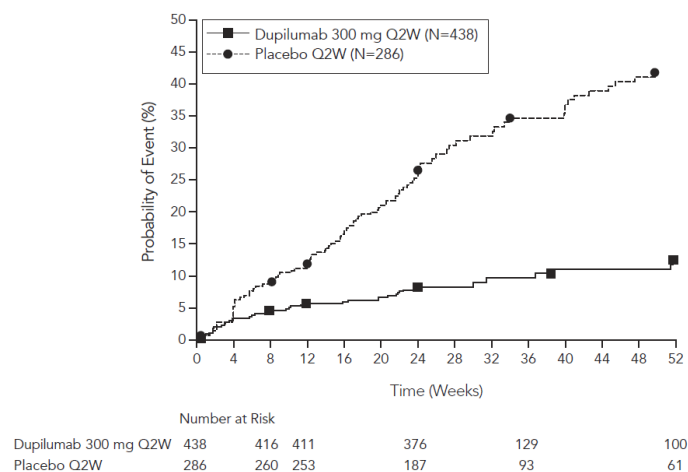 Dupilumab 300 mg Q2W (N=438)
Placebo Q2W (N=286)
Probability of Event (%)
50
45
40
35
30
25
20
15
10
5
0
0 4 8 12 16 20 24 28 32 36 40 44 48 52
Time (Weeks)
Number at Risk
Dupilumab 300 mg Q2W 438 416 411 376 129 100
Placebo Q2W 286 260 253 187 93 61